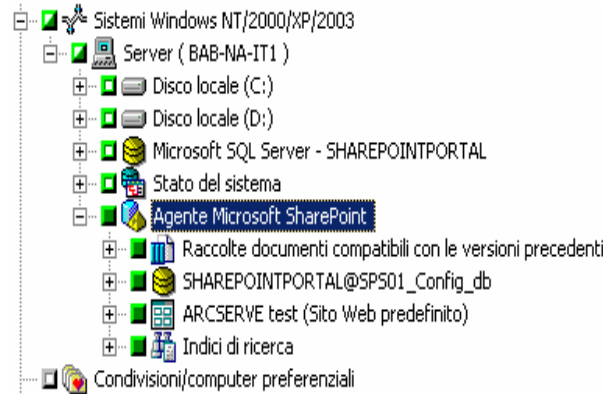 Sistemi Windows NT/2000/XP/2003
Server ( BAB-NA-IT1 )
Disco locale (C:)
Disco locale (D:)
Microsoft SQL Server - SHAREPOINTPORTAL
Stato del sistema
Agente Microsoft SharePoint
Raccolte documenti compatibili con le versioni precedenti
SHAREPOINTPORTAL@SPS01_Config_db
ARCSERVE test (Sito Web predefinito)
Indici di ricerca
Condivisioni/computer preferenziali